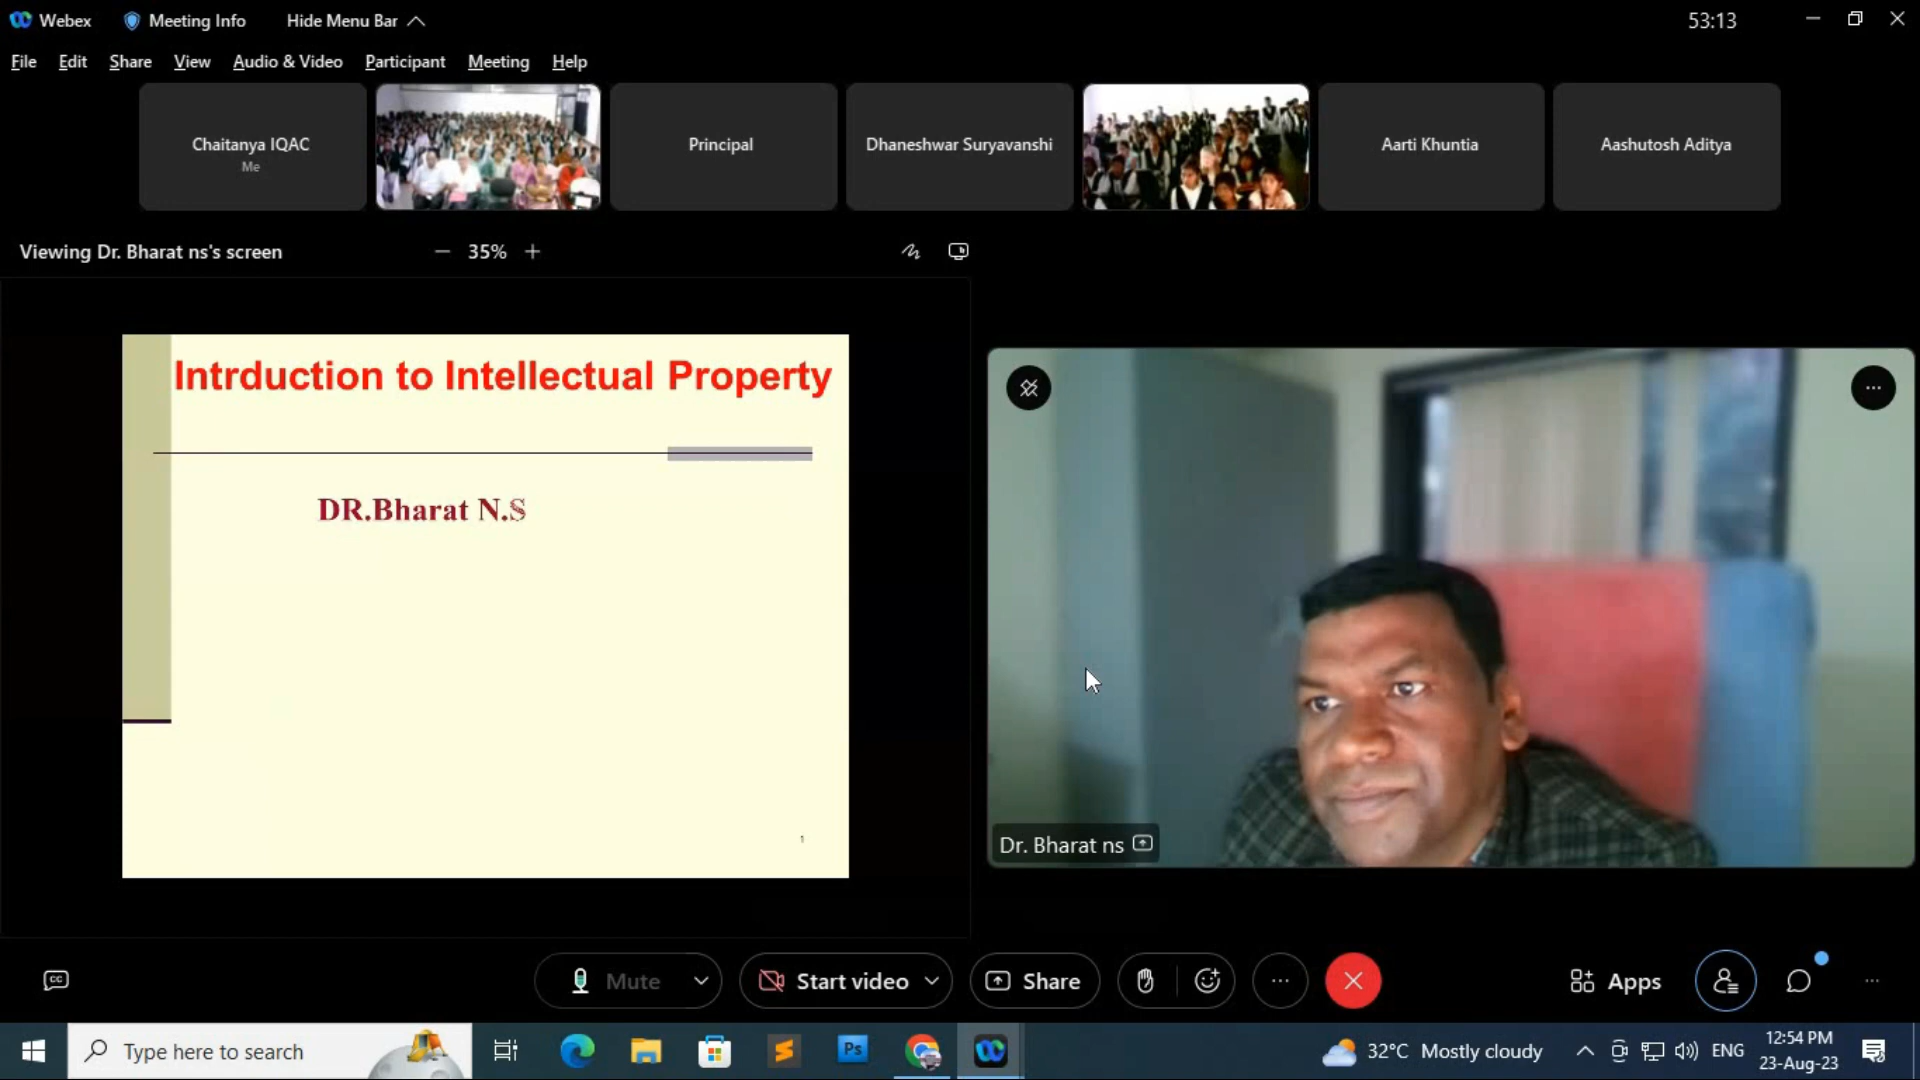 Webex Meeting Info Hide Menu Bar 53:13
File Edit Share View Audio & Video Participant Meeting Help
Chaitanya IQAC
Me
Principal
Dhaneshwar Suryavanshi
Aarti Khuntia
Aashutosh Aditya
Viewing Dr. Bharat ns's screen − 35% +
Intrduction to Intellectual Property
DR.Bharat N.S
1
Dr. Bharat ns
CC
Mute Start video Share Apps
Type here to search
Ps
32°C Mostly cloudy
ENG
12:54 PM
23-Aug-23